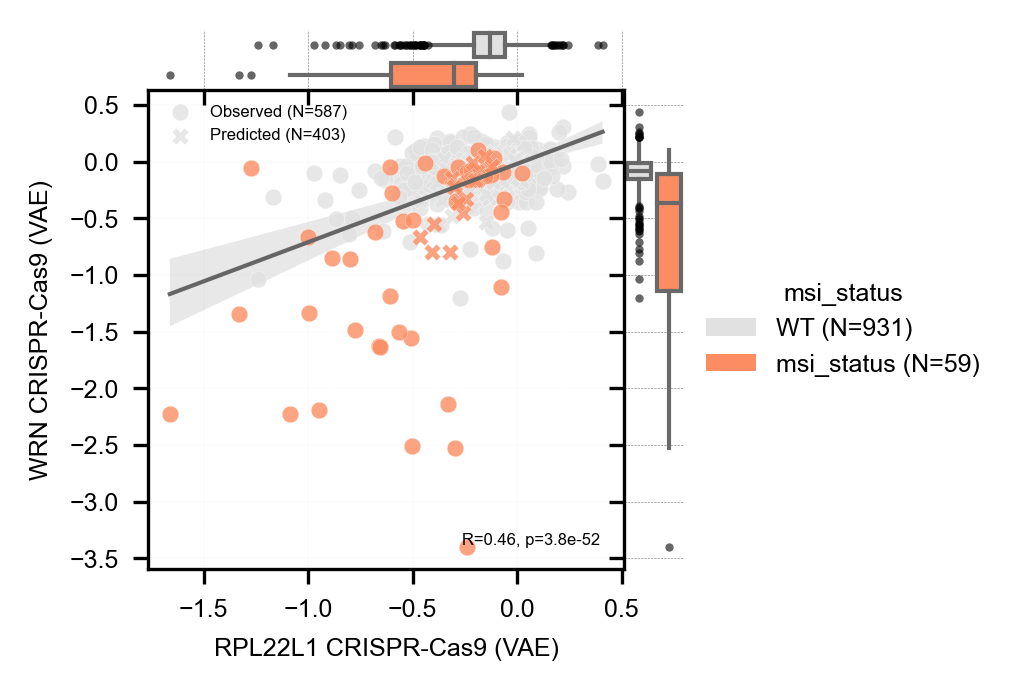 Observed (N=587)
Predicted (N=403)
0.5
0.0
−0.5
−1.0
−1.5
−2.0
−2.5
−3.0
−3.5
WRN CRISPR-Cas9 (VAE)
R=0.46, p=3.8e-52
−1.5
−1.0
−0.5
0.0
0.5
RPL22L1 CRISPR-Cas9 (VAE)
msi_status
WT (N=931)
msi_status (N=59)